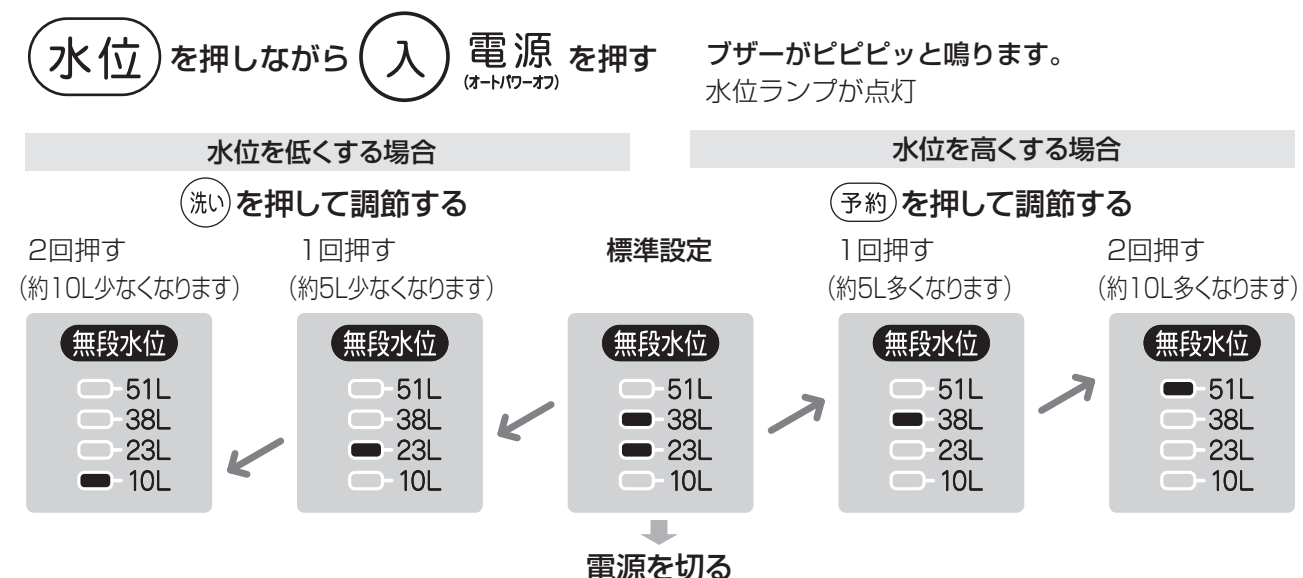 水位を押しながら入電源を押す
(オートパワーオフ)
ブザーがピピピッと鳴ります。
水位ランプが点灯
水位を低くする場合
洗いを押して調節する
水位を高くする場合
予約を押して調節する
2回押す
(約10L少なくなります)
1回押す
(約5L少なくなります)
標準設定
1回押す
(約5L多くなります)
2回押す
(約10L多くなります)
無段水位
51L
38L
23L
10L
無段水位
51L
38L
23L
10L
無段水位
51L
38L
23L
10L
無段水位
51L
38L
23L
10L
無段水位
51L
38L
23L
10L
電源を切る